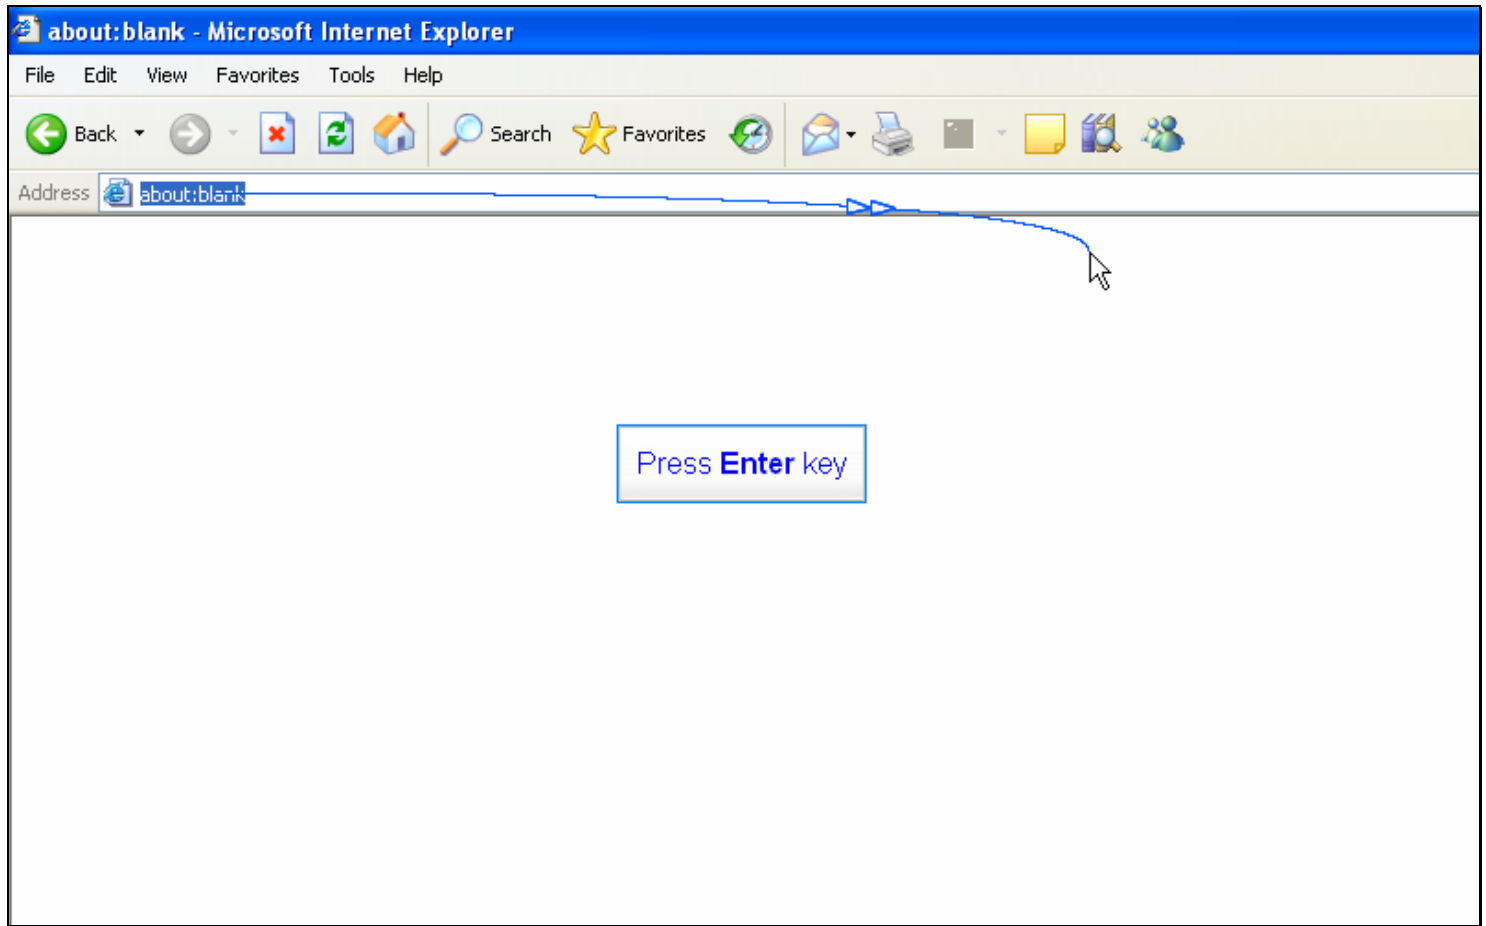 about:blank - Microsoft Internet Explorer
File Edit View Favorites Tools Help
Back Search Favorites
Address about:blank
Press Enter key